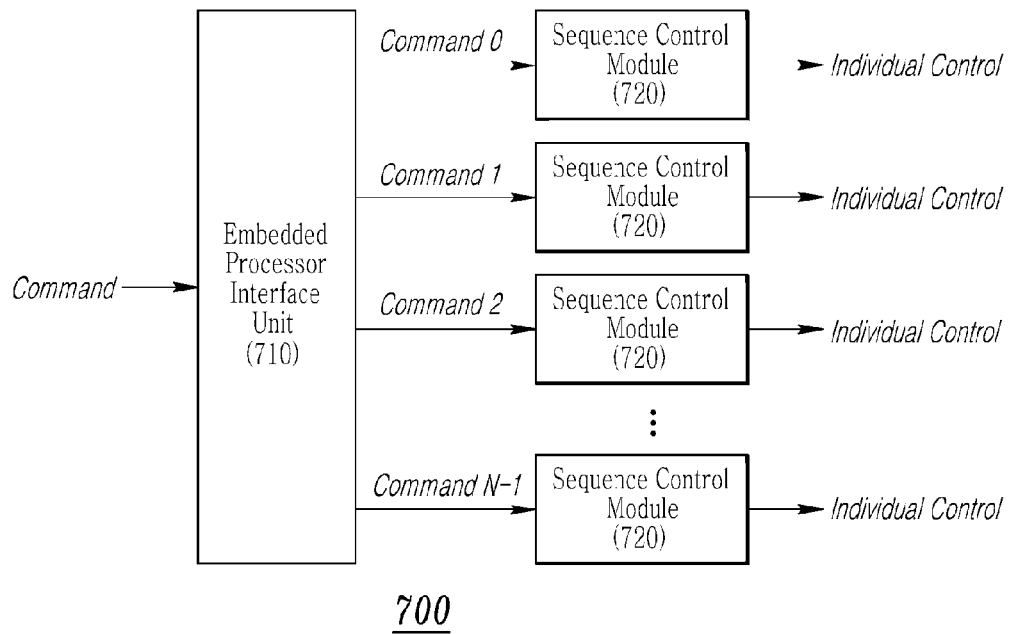 Command
Embedded
Processor
Interface
Unit
(710)
Command 0
Sequence Control
Module
(720)
Individual Control
Command 1
Sequence Control
Module
(720)
Individual Control
Command 2
Sequence Control
Module
(720)
Individual Control
Command N-1
Sequence Control
Module
(720)
Individual Control
700